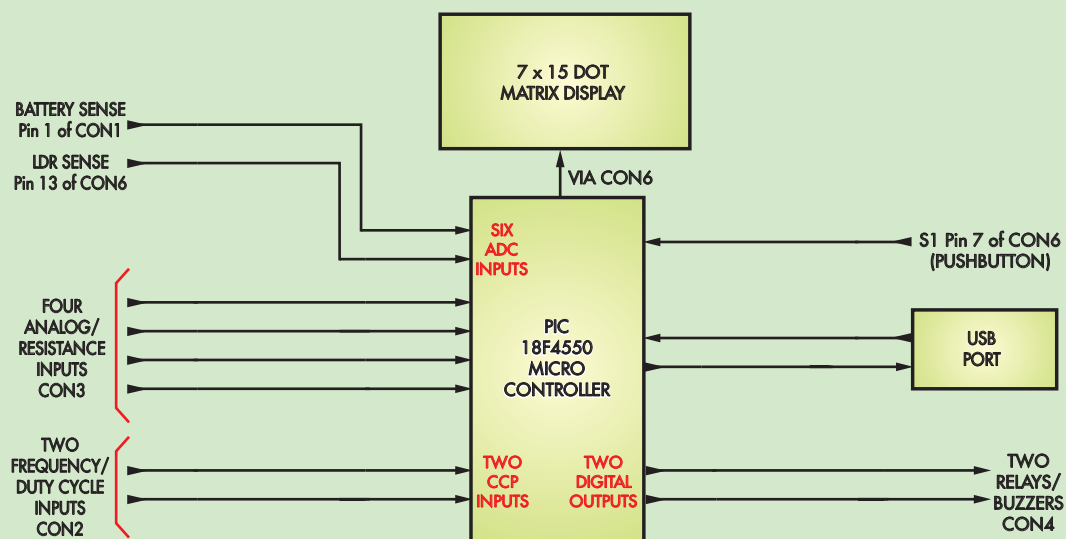 7 x 15 DOT
MATRIX DISPLAY
BATTERY SENSE
Pin 1 of CON1
LDR SENSE
Pin 13 of CON6
VIA CON6
SIX
ADC
INPUTS
S1 Pin 7 of CON6
(PUSHBUTTON)
FOUR
ANALOG/
RESISTANCE
INPUTS
CON3
PIC
18F4550
MICRO
CONTROLLER
USB
PORT
TWO
FREQUENCY/
DUTY CYCLE
INPUTS
CON2
TWO
CCP
INPUTS
TWO
DIGITAL
OUTPUTS
TWO
RELAYS/
BUZZERS
CON4